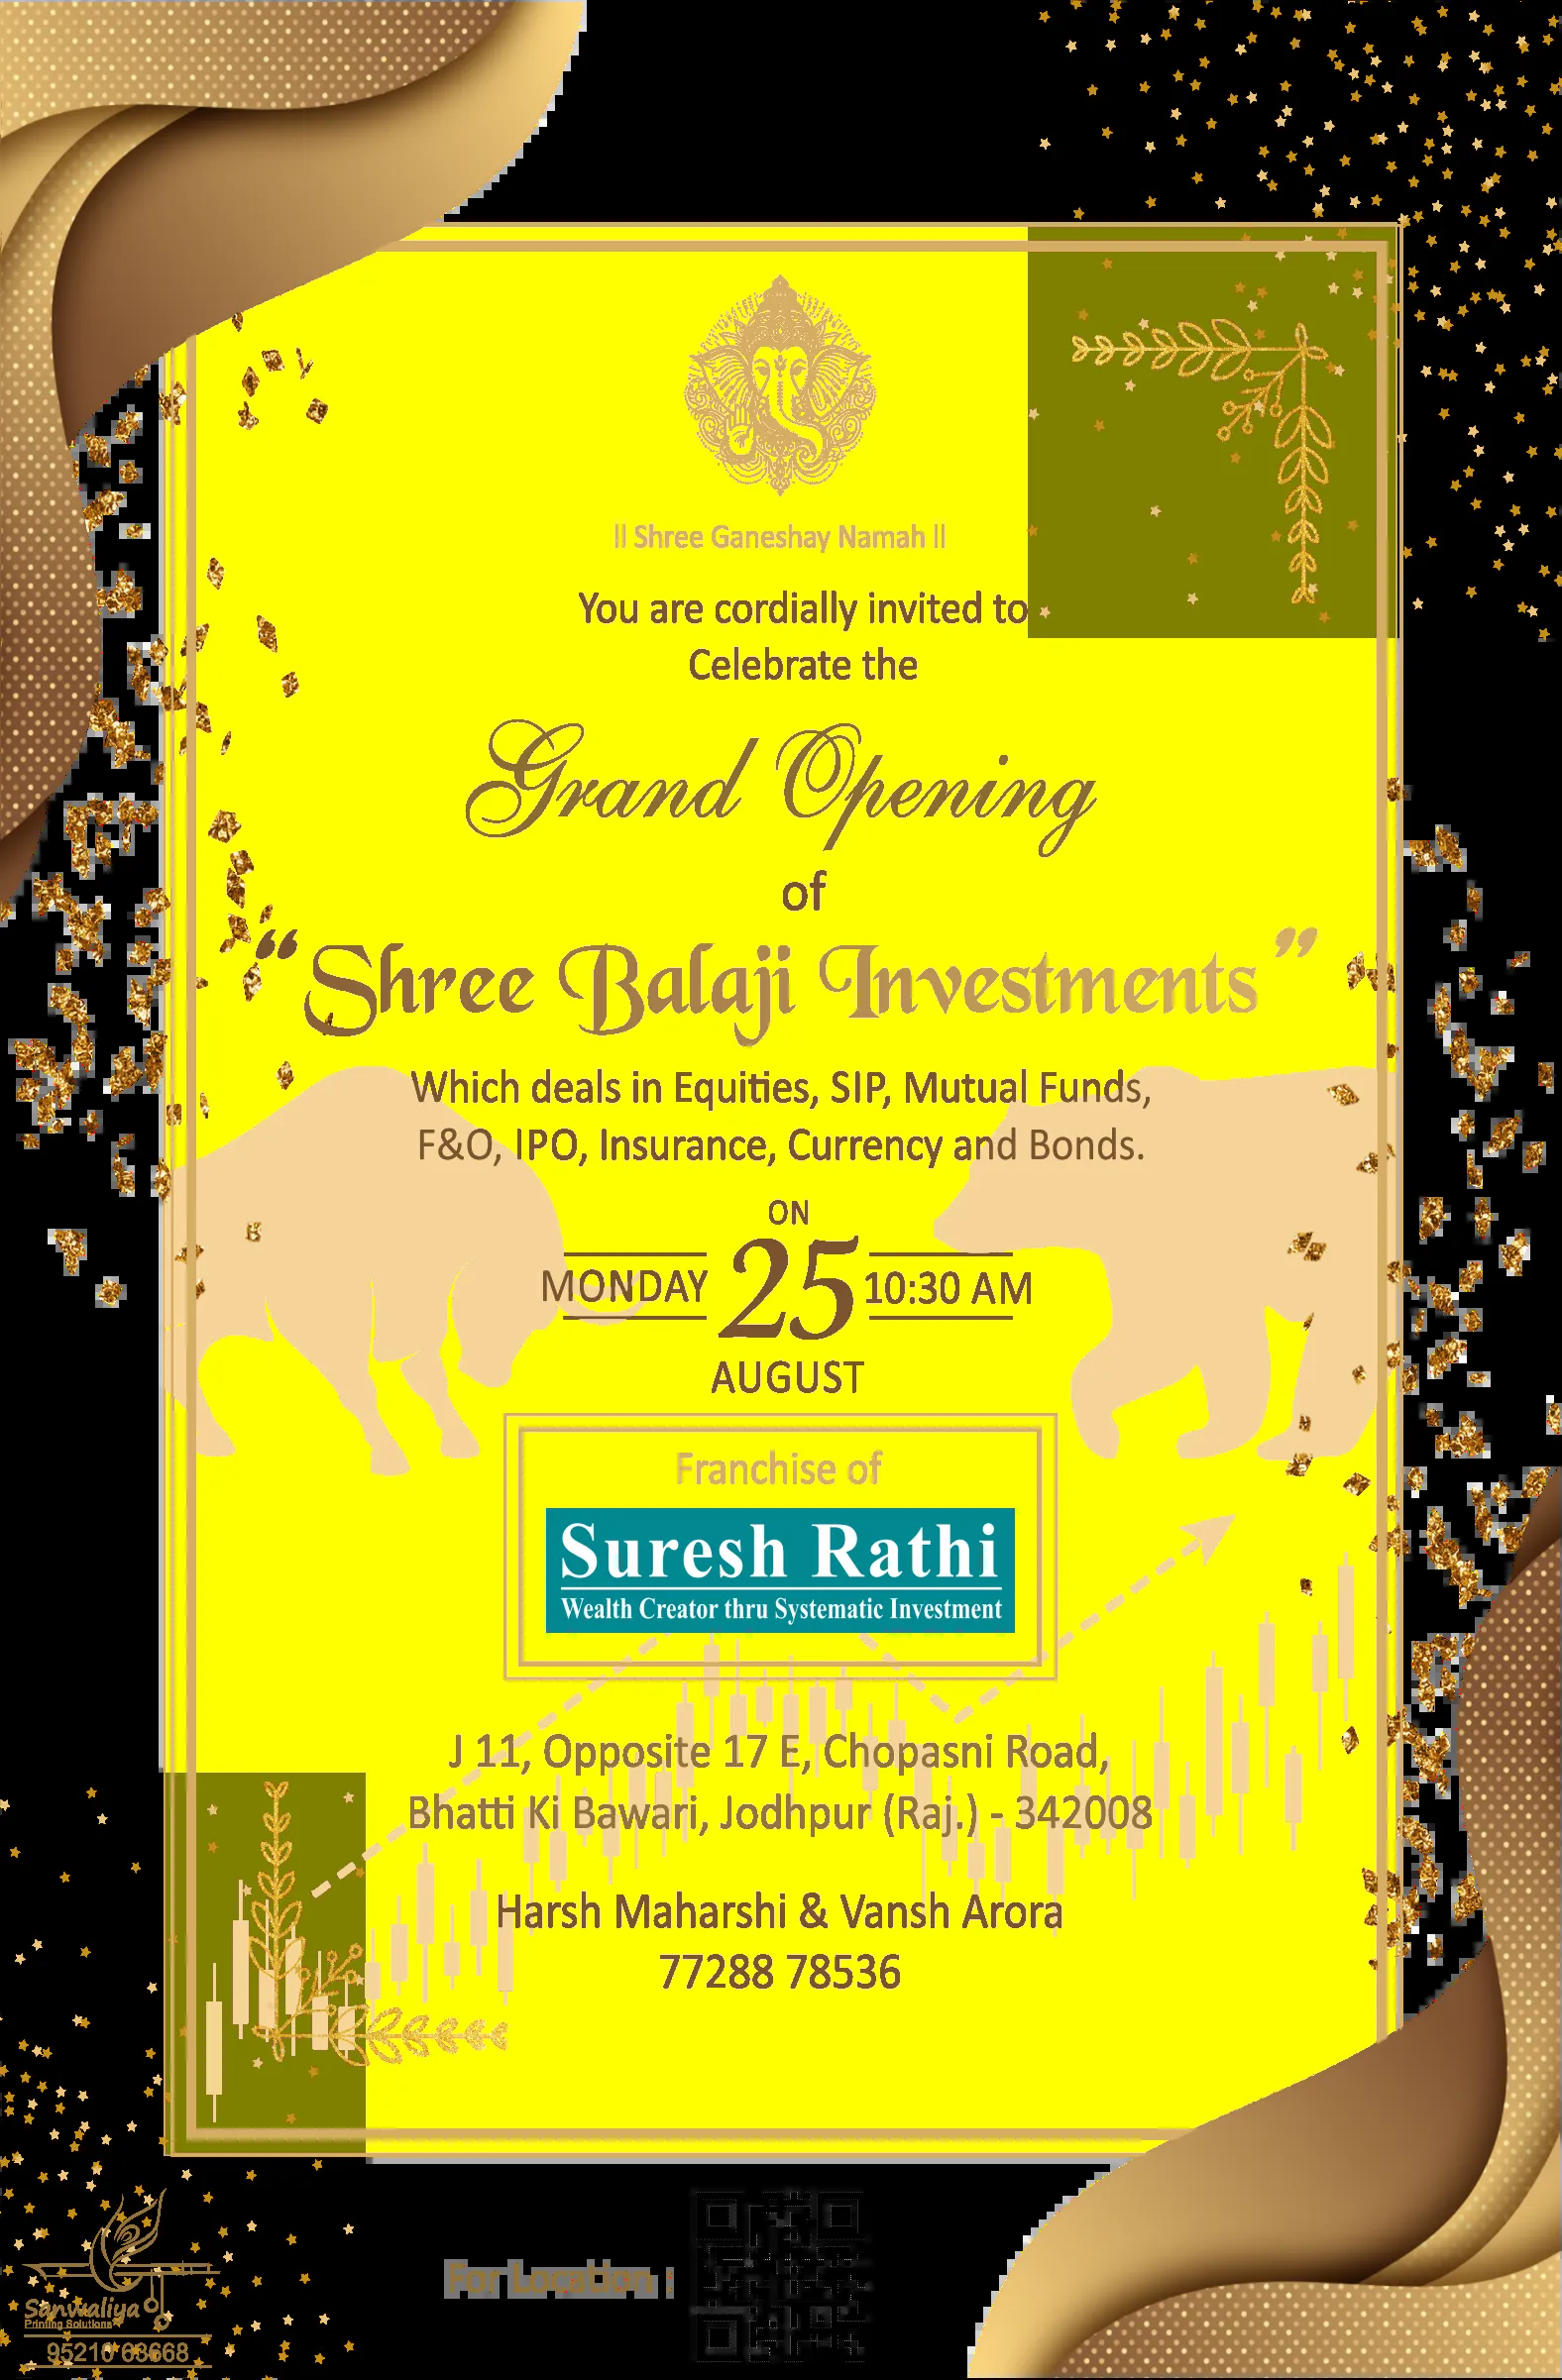 || Shree Ganeshay Namah ||
You are cordially invited to
Celebrate the
Grand Opening
of
“Shree Balaji Investments”
Which deals in Equities, SIP, Mutual Funds,
F&O, IPO, Insurance, Currency and Bonds.
ON
MONDAY 25 10:30 AM
AUGUST
Franchise of
Suresh Rathi
Wealth Creator thru Systematic Investment
J 11, Opposite 17 E, Chopasni Road,
Bhatti Ki Bawari, Jodhpur (Raj.) - 342008
Harsh Maharshi & Vansh Arora
77288 78536
For Location :
Sanwaliya
Printing Solutions
95210 63668